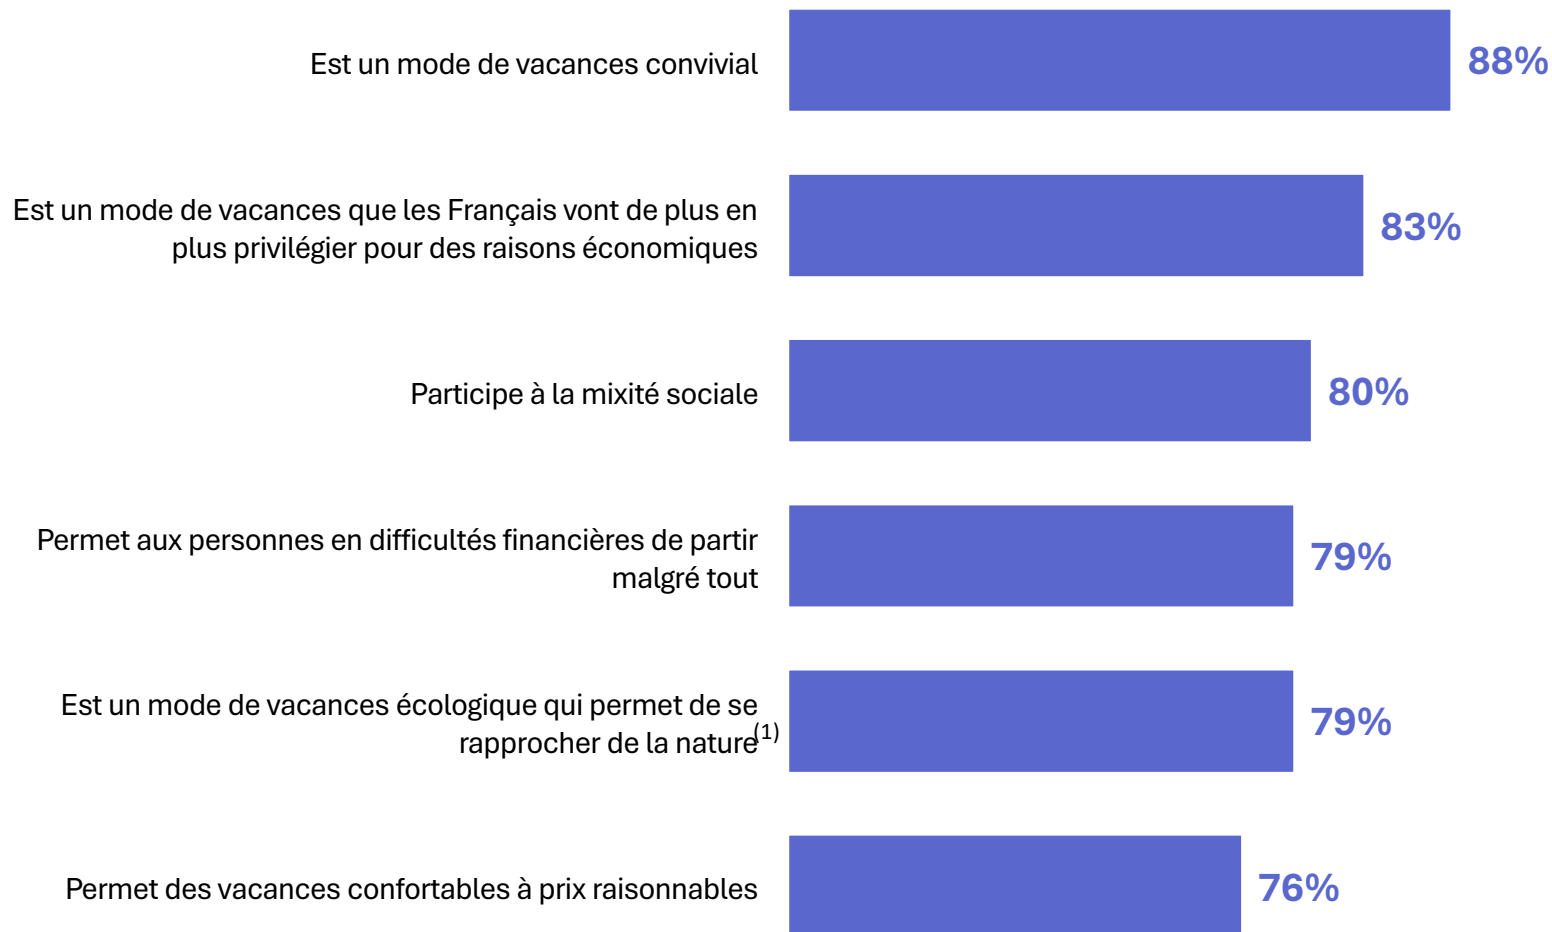 Est un mode de vacances convivial
88%
Est un mode de vacances que les Français vont de plus en
plus privilégier pour des raisons économiques
83%
Participe à la mixité sociale
80%
Permet aux personnes en difficultés financières de partir
malgré tout
79%
Est un mode de vacances écologique qui permet de se
rapprocher de la nature(1)
79%
Permet des vacances confortables à prix raisonnables
76%